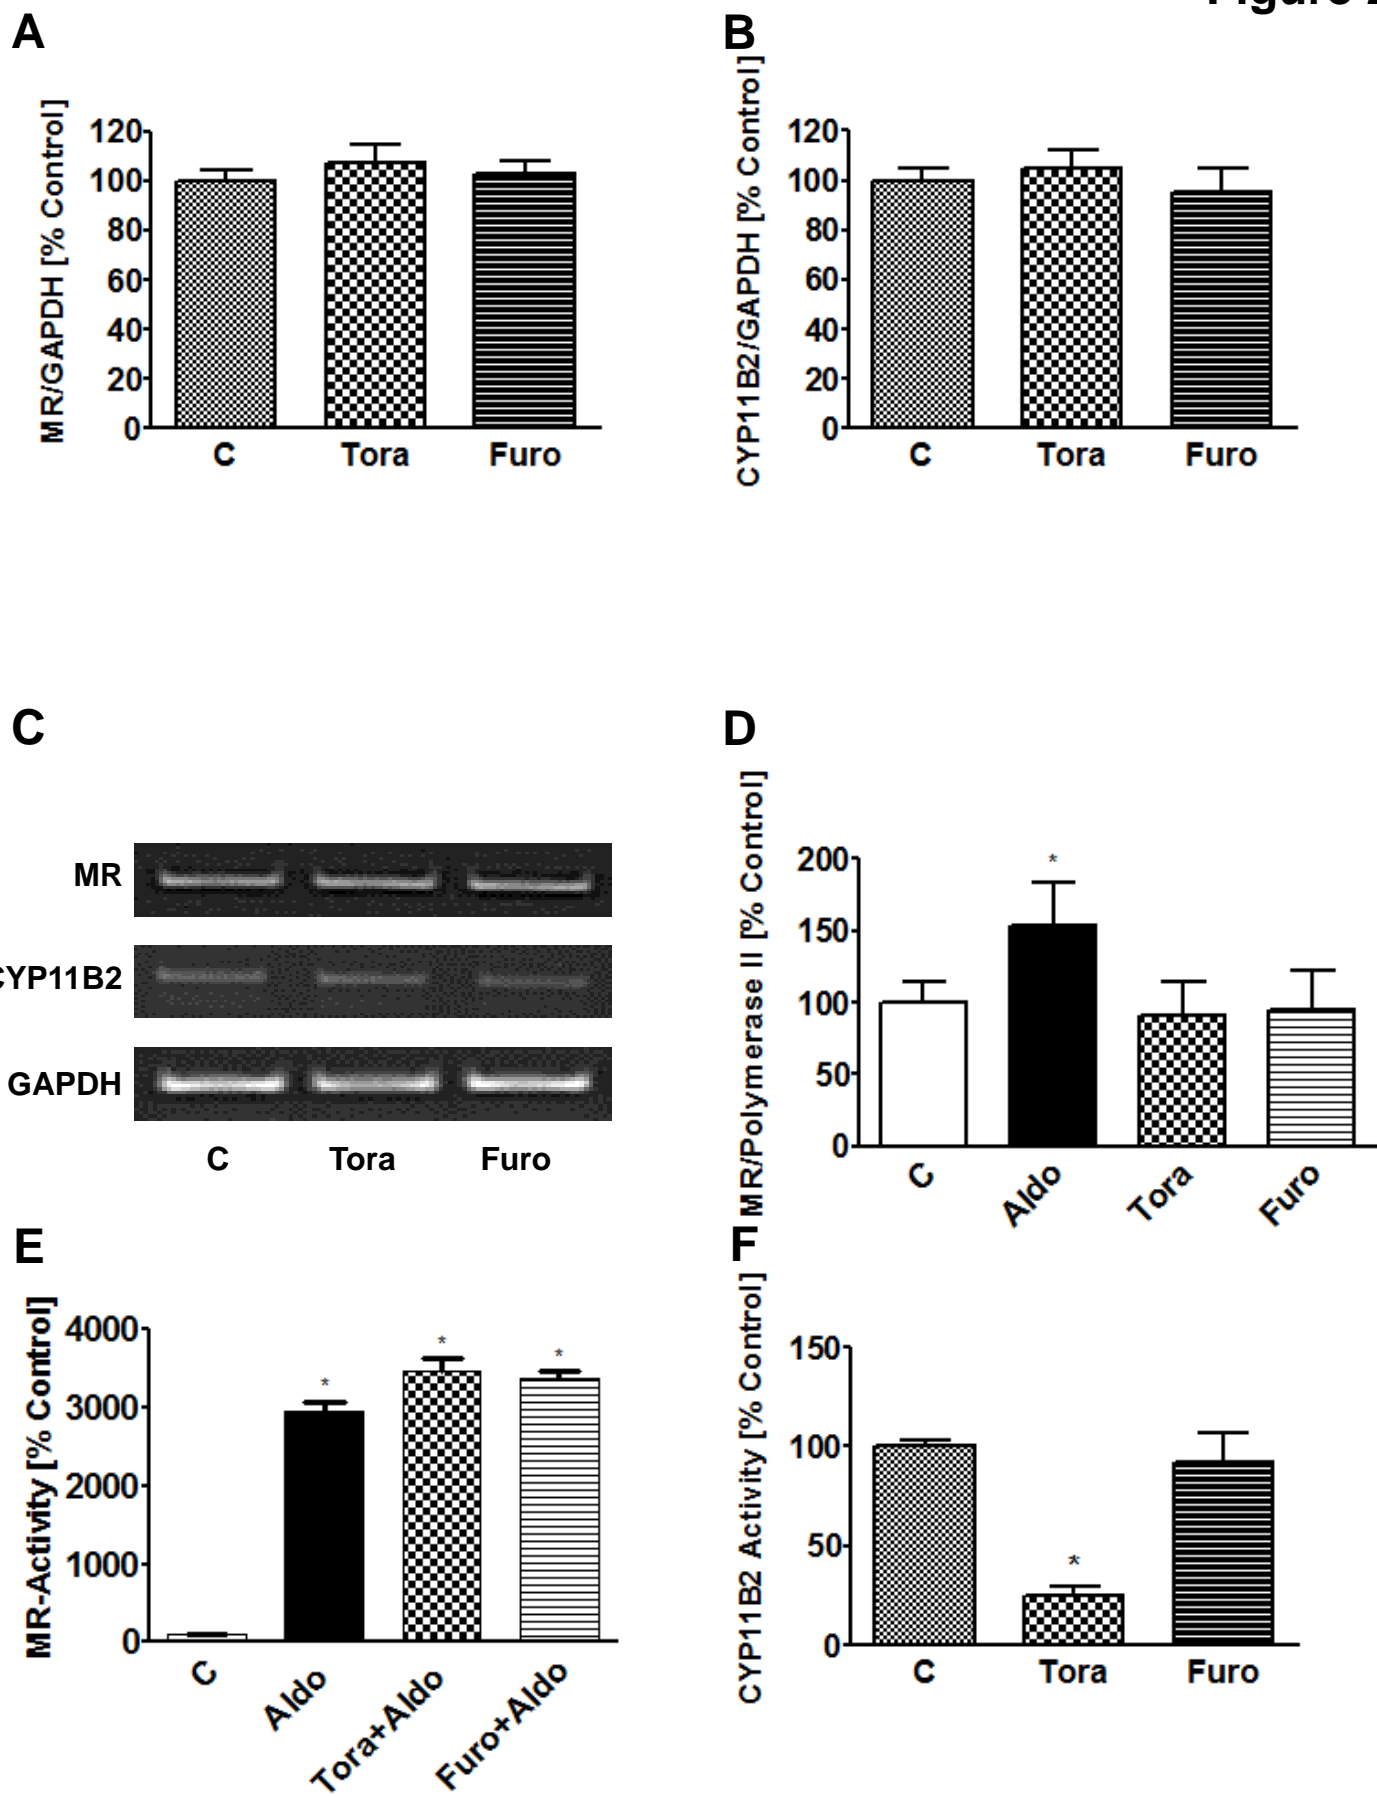 A
MR/GAPDH [% Control]
120
100
80
60
40
20
0
C
Tora
Furo
B
CYP11B2/GAPDH [% Control]
120
100
80
60
40
20
0
C
Tora
Furo
C
MR
CYP11B2
GAPDH
C
Tora
Furo
D
MR/Polymerase II [% Control]
200
150
100
50
0
*
C
Aldo
Tora
Furo
E
MR-Activity [% Control]
4000
3000
2000
1000
0
*
*
*
C
Aldo
Tora+Aldo
Furo+Aldo
F
CYP11B2 Activity [% Control]
150
100
50
0
*
C
Tora
Furo